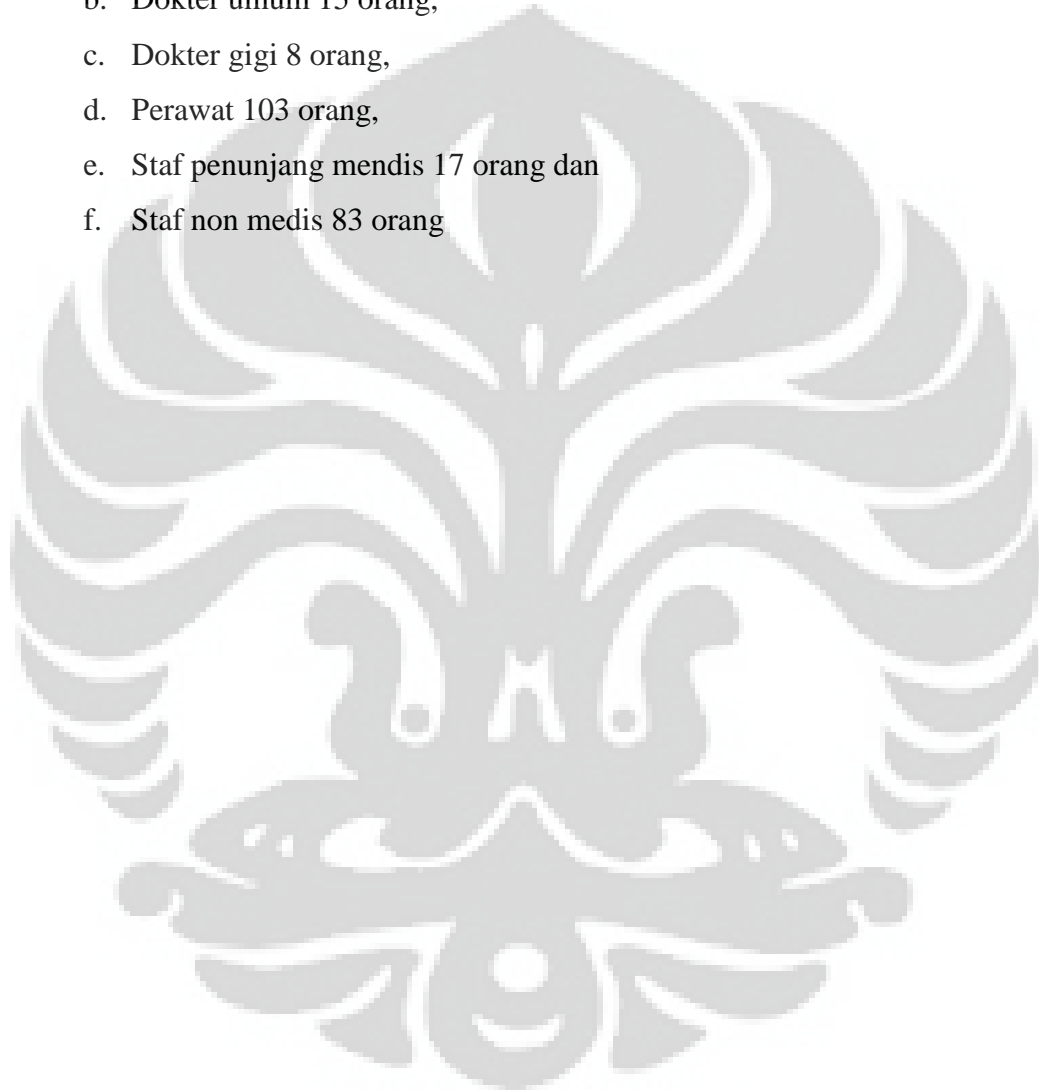 b. Dokter umum 15 orang,
c. Dokter gigi 8 orang,
d. Perawat 103 orang,
e. Staf penunjang mendis 17 orang dan
f. Staf non medis 83 orang